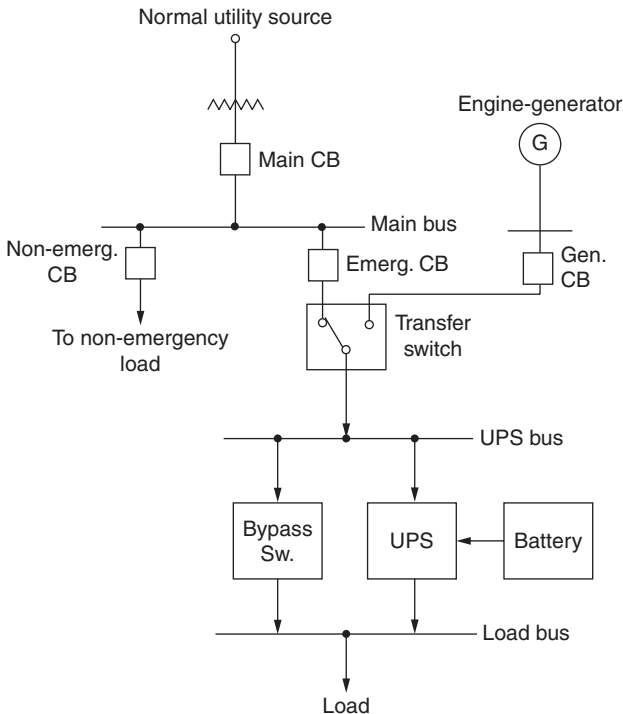 Normal utility source
Engine-generator
G
Main CB
Main bus
Non-emerg.
CB
Emerg. CB
Gen.
CB
To non-emergency
load
Transfer
switch
UPS bus
Bypass
Sw.
UPS
Battery
Load bus
Load